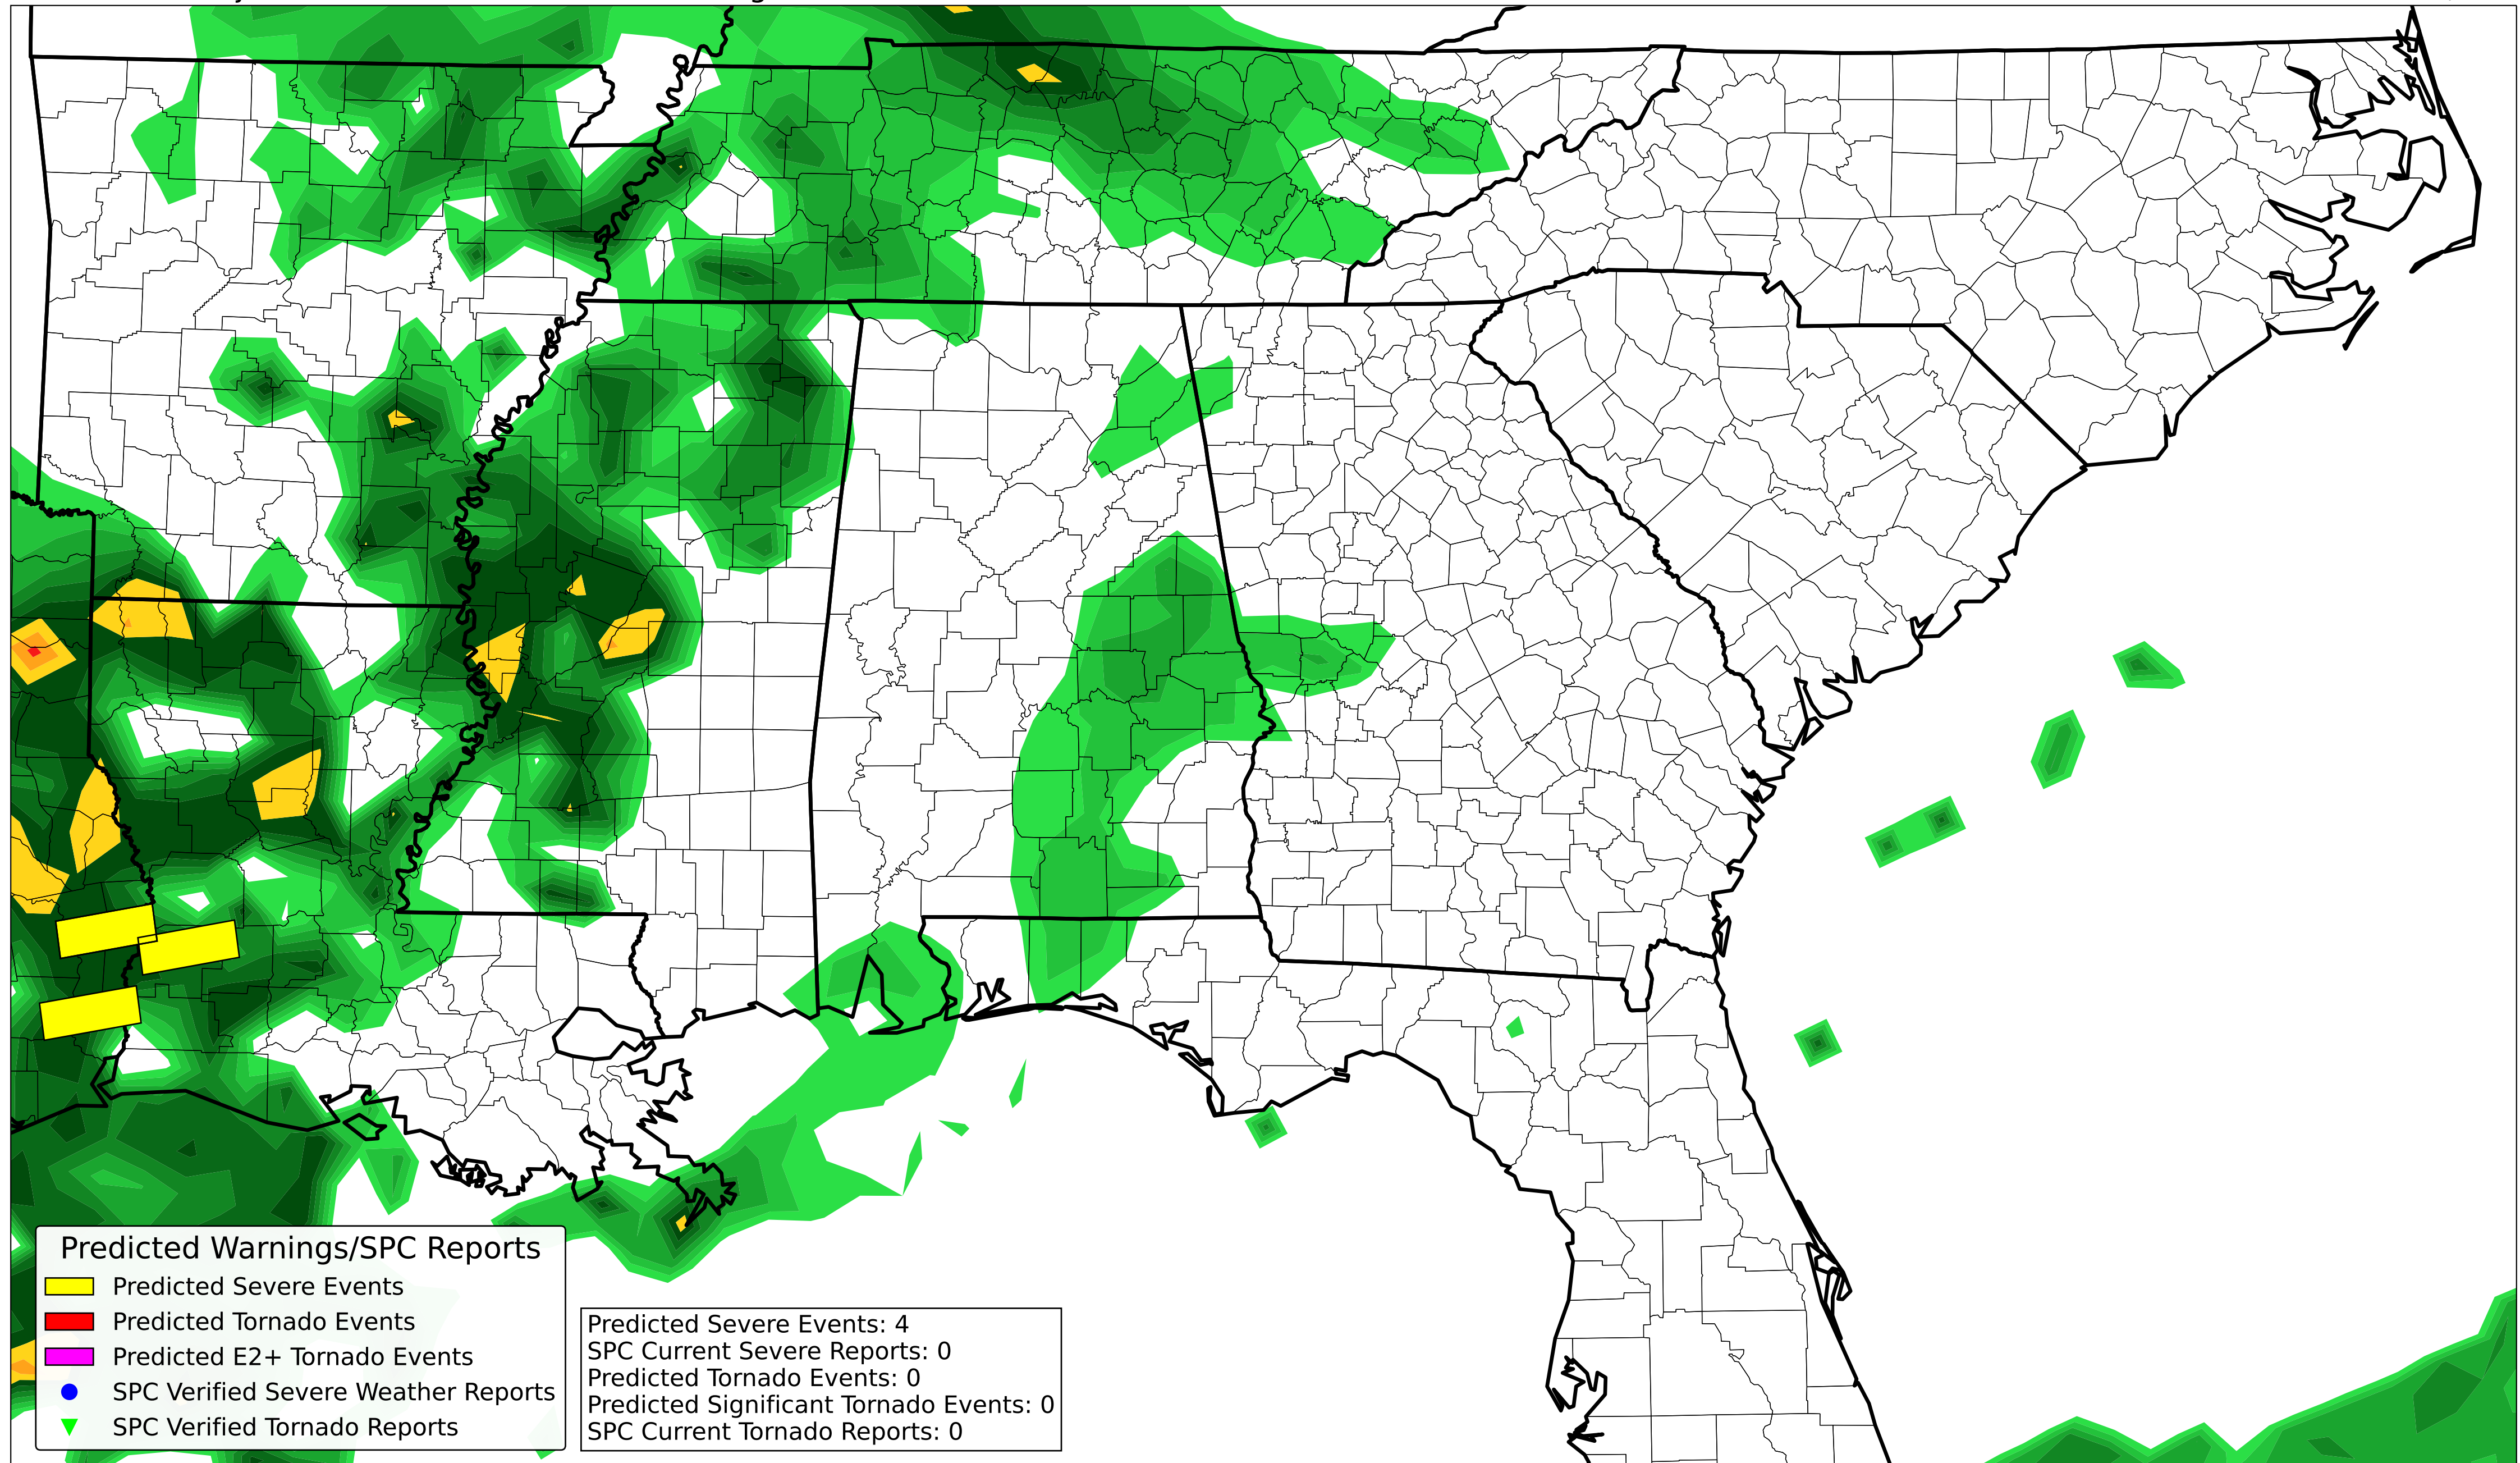 Predicted Warnings/SPC Reports
Predicted Severe Events
Predicted Tornado Events
Predicted E2+ Tornado Events
SPC Verified Severe Weather Reports
SPC Verified Tornado Reports
Predicted Severe Events: 4
SPC Current Severe Reports: 0
Predicted Tornado Events: 0
Predicted Significant Tornado Events: 0
SPC Current Tornado Reports: 0